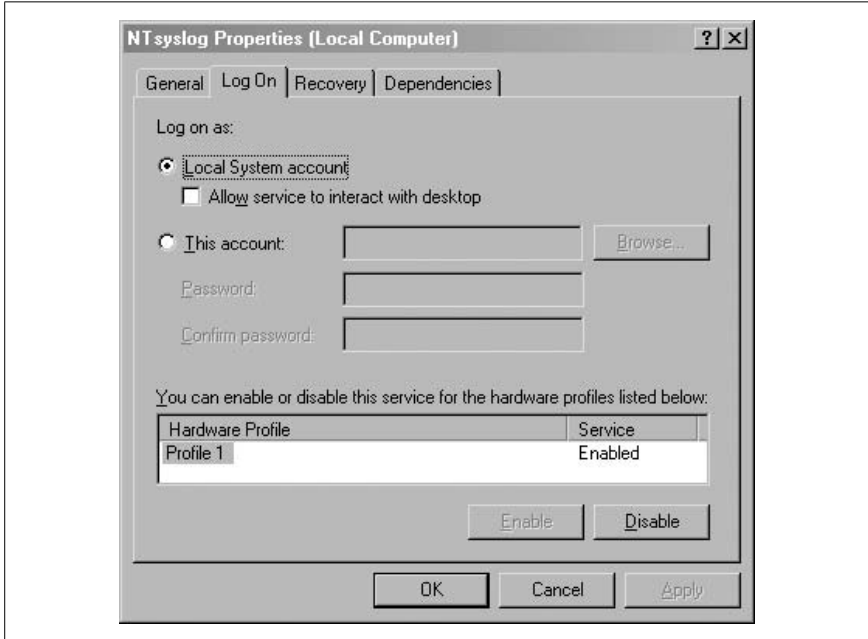 NTsyslog Properties (Local Computer)
General Log On Recovery Dependencies
Log on as:
Local System account
Allow service to interact with desktop
This account:
Browse...
Password:
Confirm password:
You can enable or disable this service for the hardware profiles listed below:
Hardware Profile Service
Profile 1 Enabled
Enable Disable
OK Cancel Apply